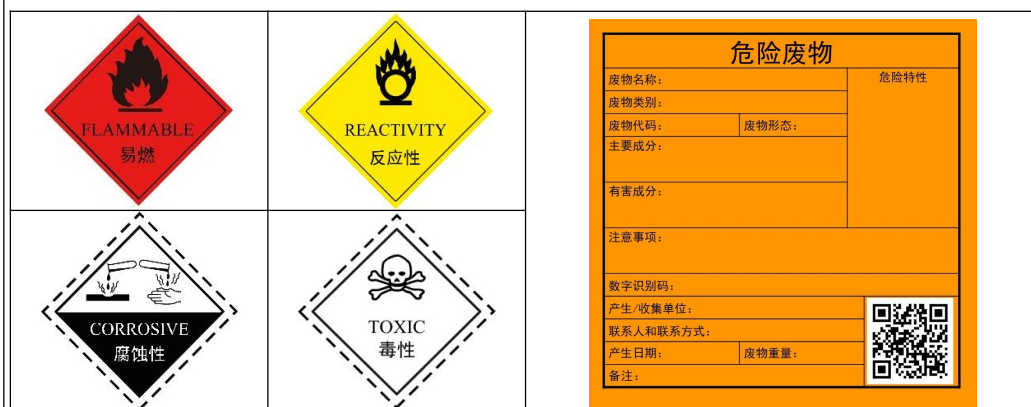 FLAMMABLE
易燃
REACTIVITY
反应性
CORROSIVE
腐蚀性
TOXIC
毒性
危险废物
废物名称：
危险特性
废物类别：
废物代码：
废物形态：
主要成分：
有害成分：
注意事项：
数字识别码：
产生/收集单位：
联系人和联系方式：
产生日期：
废物重量：
备注：